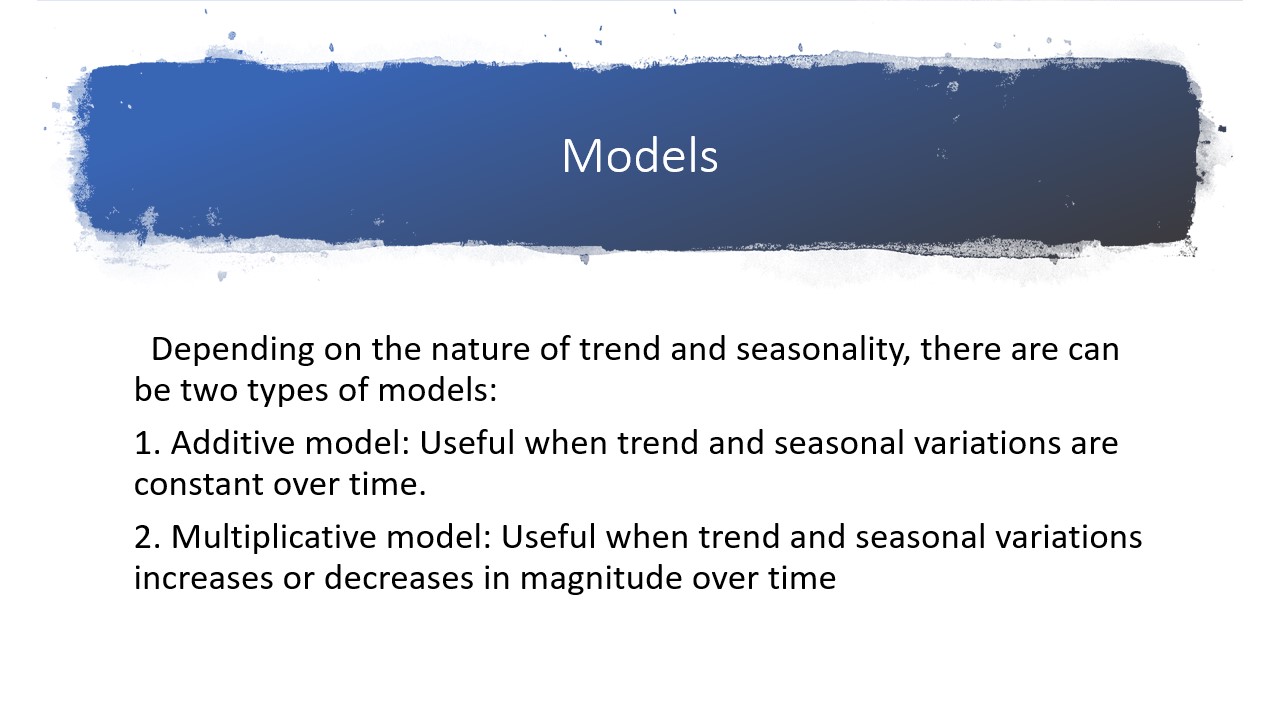 Models
Depending on the nature of trend and seasonality, there are can
be two types of models:
1. Additive model: Useful when trend and seasonal variations are
constant over time.
2. Multiplicative model: Useful when trend and seasonal variations
increases or decreases in magnitude over time